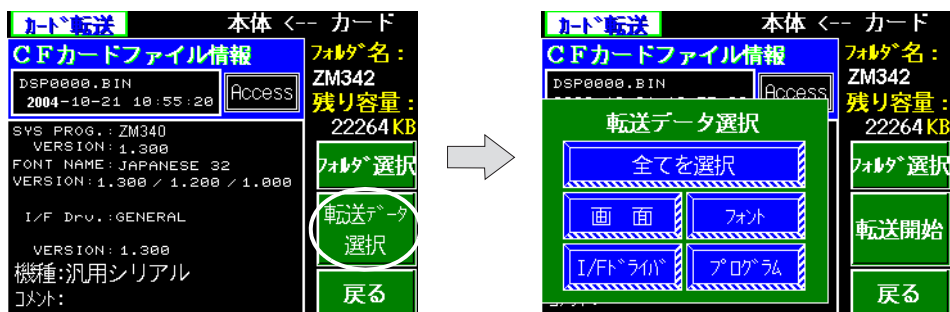 カード転送
本体 <-- カード
CFカードファイル情報
フォルダ名:
DSP0000.BIN
2004-10-21 10:55:20
Access
ZM342
残り容量:
22264KB
SYS PROG.:ZM340
VERSION:1.300
FONT NAME:JAPANESE 32
VERSION:1.300 / 1.200 / 1.000
フォルダ選択
I/F Drv.:GENERAL
転送データ
選択
VERSION:1.300
機種:汎用シリアル
コメント:
戻る
カード転送
本体 <-- カード
CFカードファイル情報
フォルダ名:
DSP0000.BIN
Access
ZM342
残り容量:
22264KB
転送データ選択
全てを選択
フォルダ選択
画 面
フォント
転送開始
I/Fドライバ
プログラム
戻る